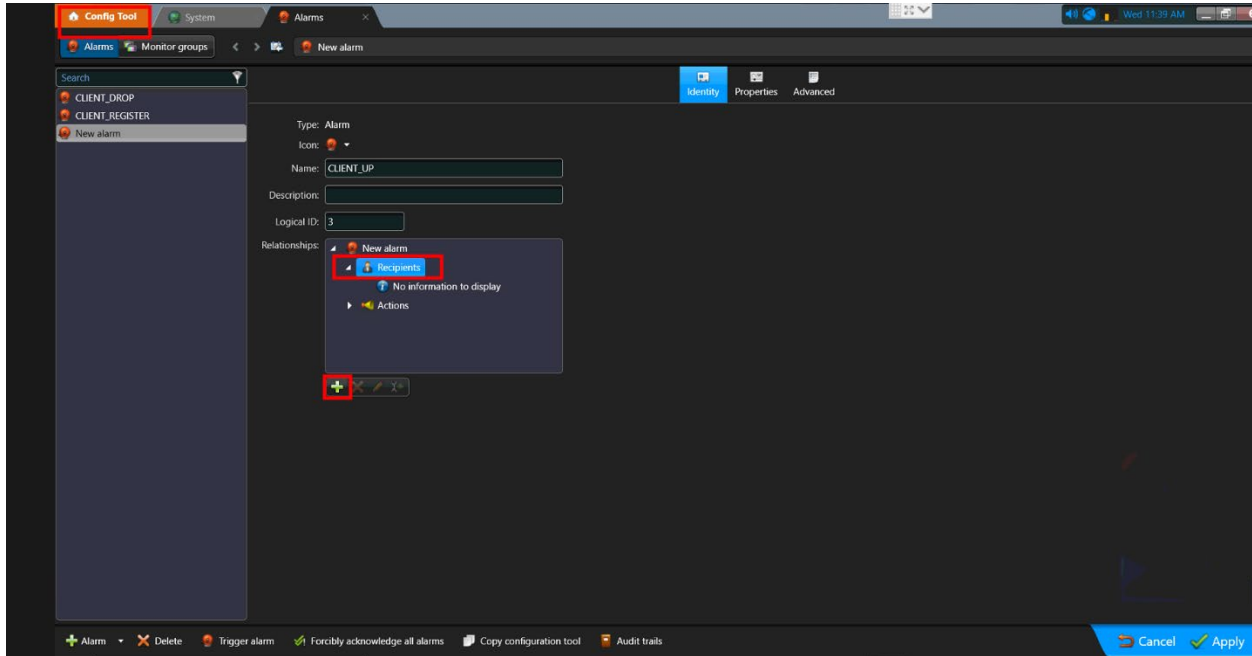 Config Tool System Alarms
Wed 11:39 AM
Alarms Monitor groups New alarm
Search
CLIENT_DROP
CLIENT_REGISTER
New alarm
Identity Properties Advanced
Type: Alarm
Icon:
Name: CLIENT_UP
Description:
Logical ID: 3
Relationships: New alarm
Recipients
No information to display
Actions
Alarm Delete Trigger alarm Forcibly acknowledge all alarms Copy configuration tool Audit trails Cancel Apply